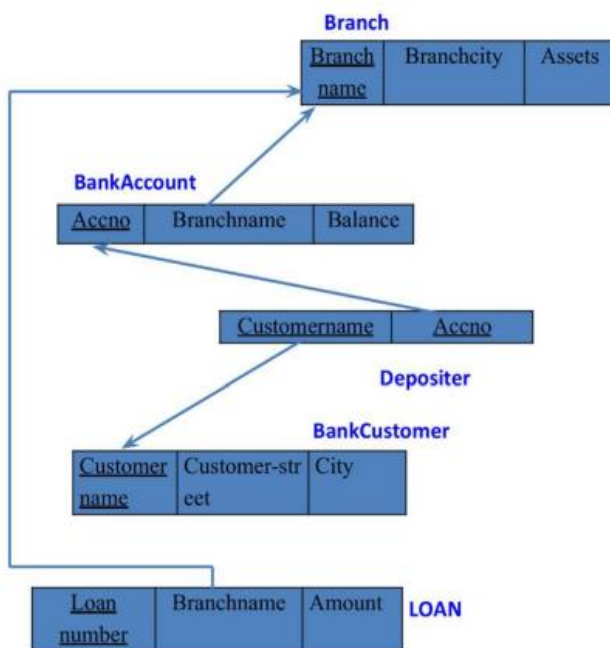 Branch
Branch Branchcity Assets
name
BankAccount
Accno Branchname Balance
Customername Accno
Depositer
BankCustomer
Customer Customer-str City
name eet
Loan Branchname Amount LOAN
number